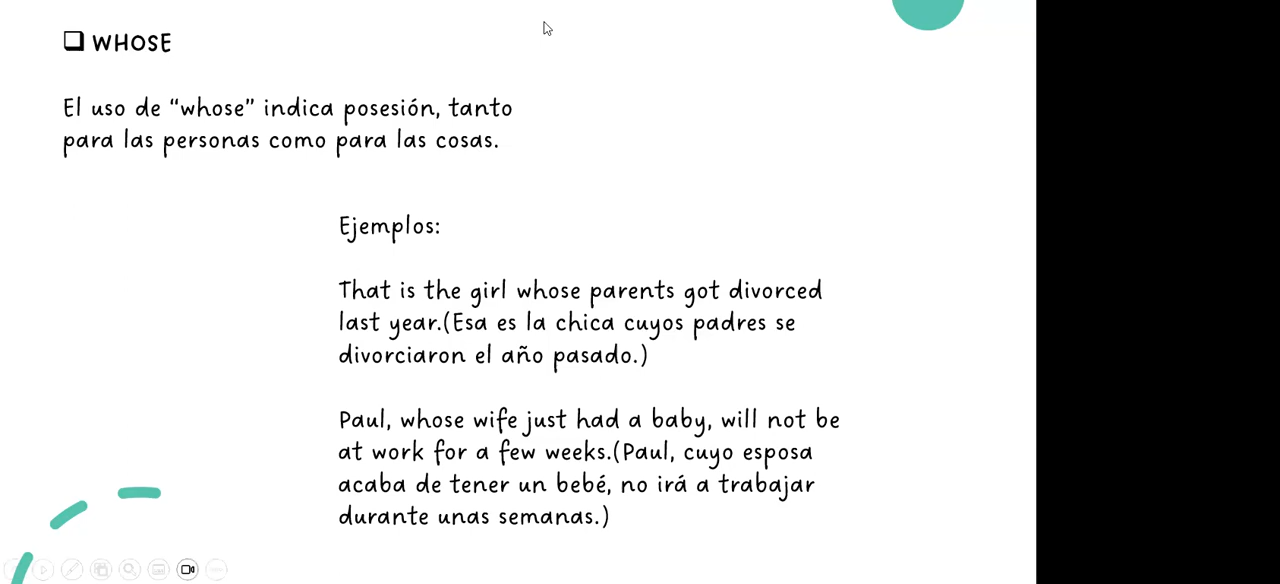 WHOSE
El uso de “whose” indica posesión, tanto
para las personas como para las cosas.
Ejemplos:
That is the girl whose parents got divorced
last year.(Esa es la chica cuyos padres se
divorciaron el año pasado.)
Paul, whose wife just had a baby, will not be
at work for a few weeks.(Paul, cuyo esposa
acaba de tener un bebé, no irá a trabajar
durante unas semanas.)